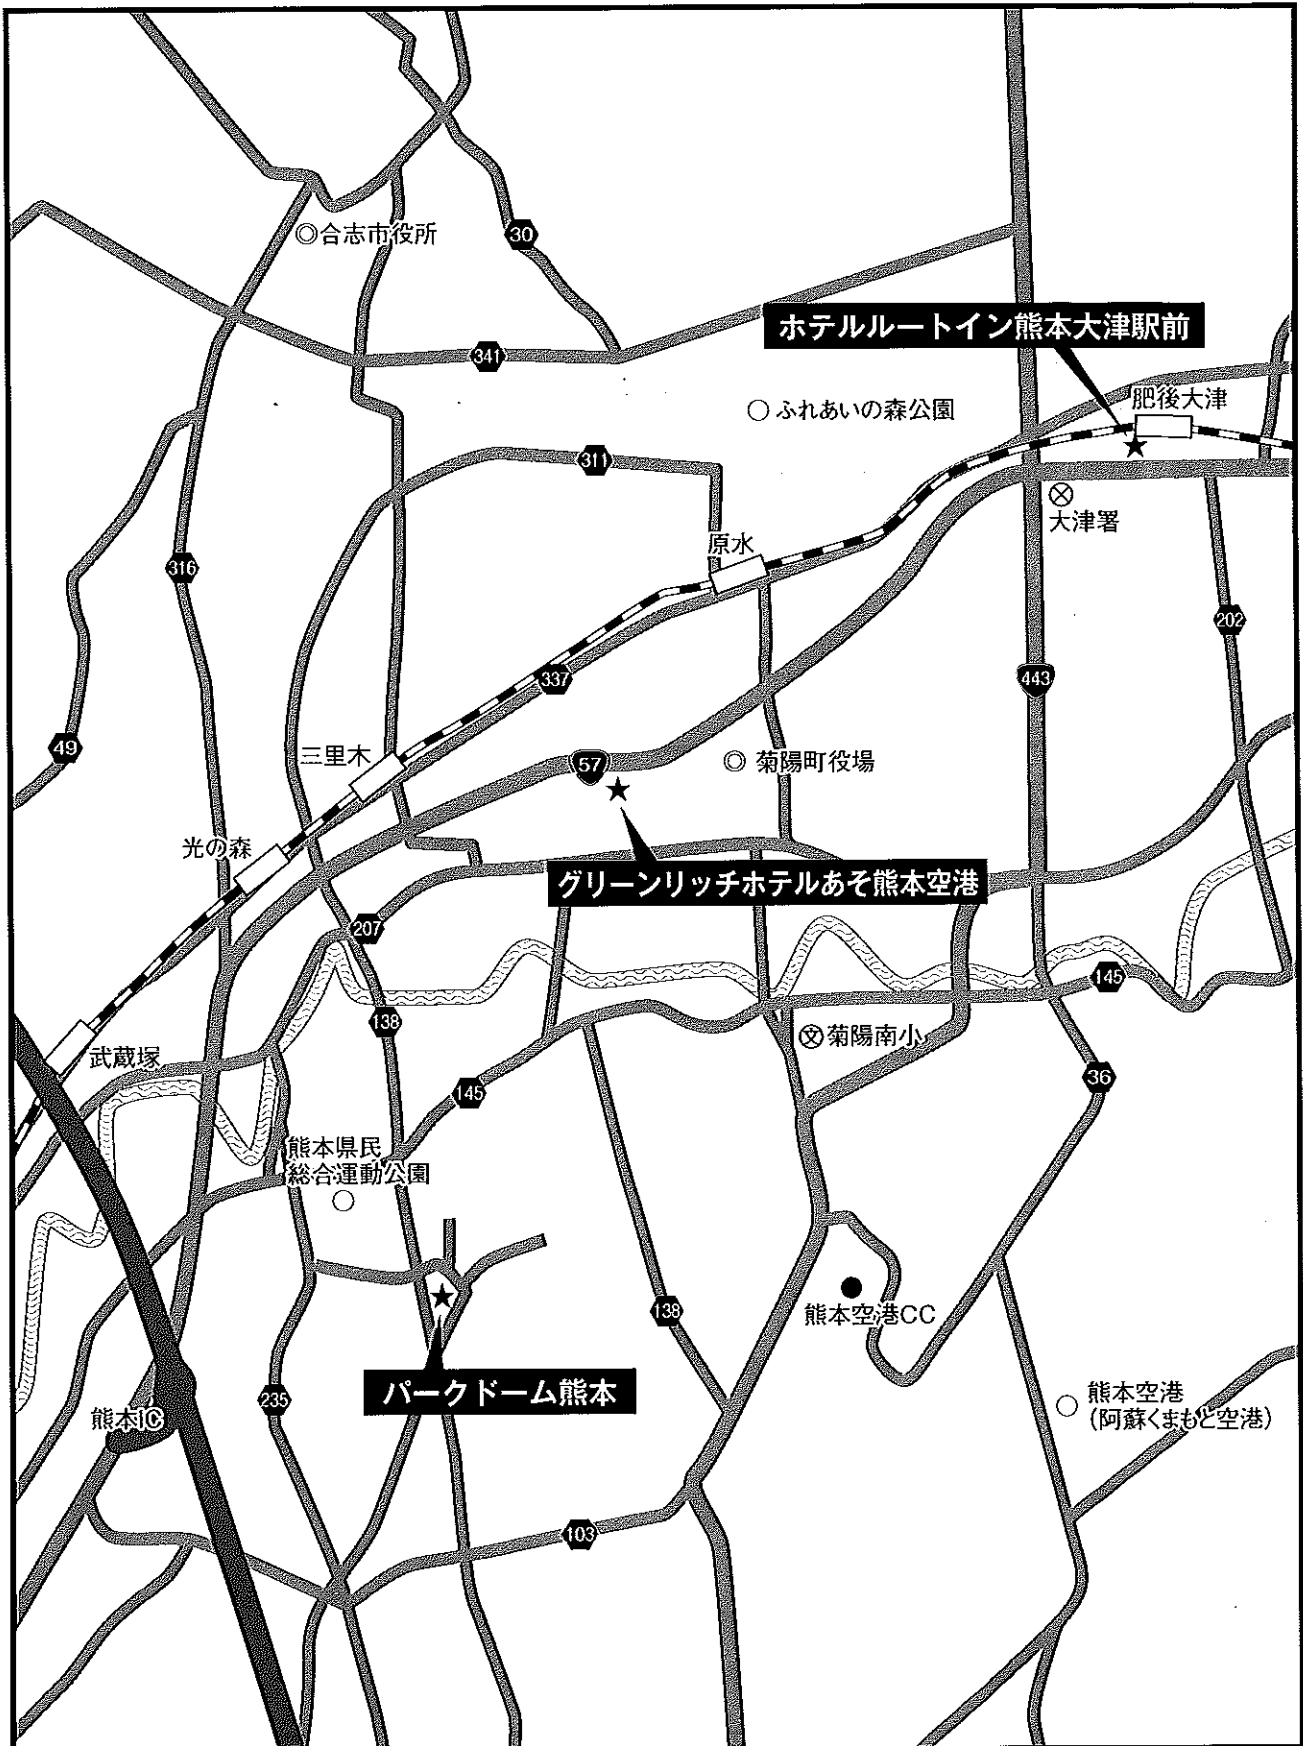 合志市役所
30
ホテルルートイン熊本大津駅前
341
肥後大津
ふれあいの森公園
311
大津署
原水
316
202
337
443
49
三里木
57
菊陽町役場
光の森
グリーンリッチホテルあそ熊本空港
207
145
138
菊陽南小
武蔵塚
36
145
熊本県民
総合運動公園
138
熊本空港CC
パークドーム熊本
235
熊本IC
熊本空港
(阿蘇くまもと空港)
103